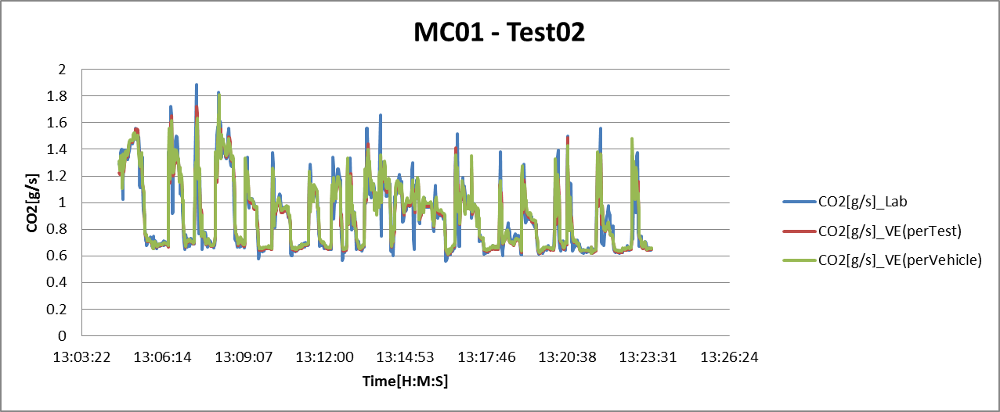 MC01 - Test02
2
1.8
1.6
1.4
1.2
1
0.8
0.6
0.4
0.2
0
CO2[g/s]
13:03:22 13:06:14 13:09:07 13:12:00 13:14:53 13:17:46 13:20:38 13:23:31 13:26:24
Time[H:M:S]
CO2[g/s]_Lab
CO2[g/s]_VE(perTest)
CO2[g/s]_VE(perVehicle)